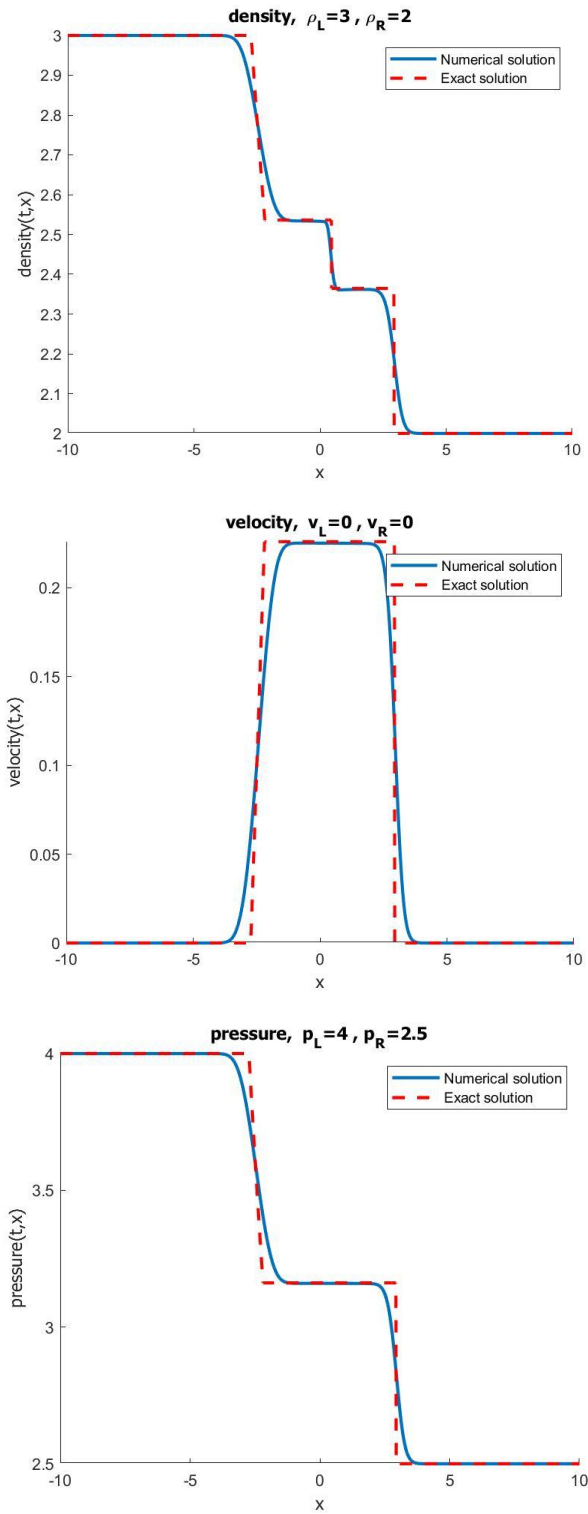 density, ρL=3 , ρR=2
Numerical solution
Exact solution
density(t,x)
3
2.9
2.8
2.7
2.6
2.5
2.4
2.3
2.2
2.1
2
-10
-5
0
5
10
x
velocity, vL=0 , vR=0
Numerical solution
Exact solution
velocity(t,x)
0.2
0.15
0.1
0.05
0
-10
-5
0
5
10
x
pressure, pL=4 , pR=2.5
Numerical solution
Exact solution
pressure(t,x)
4
3.5
3
2.5
-10
-5
0
5
10
x